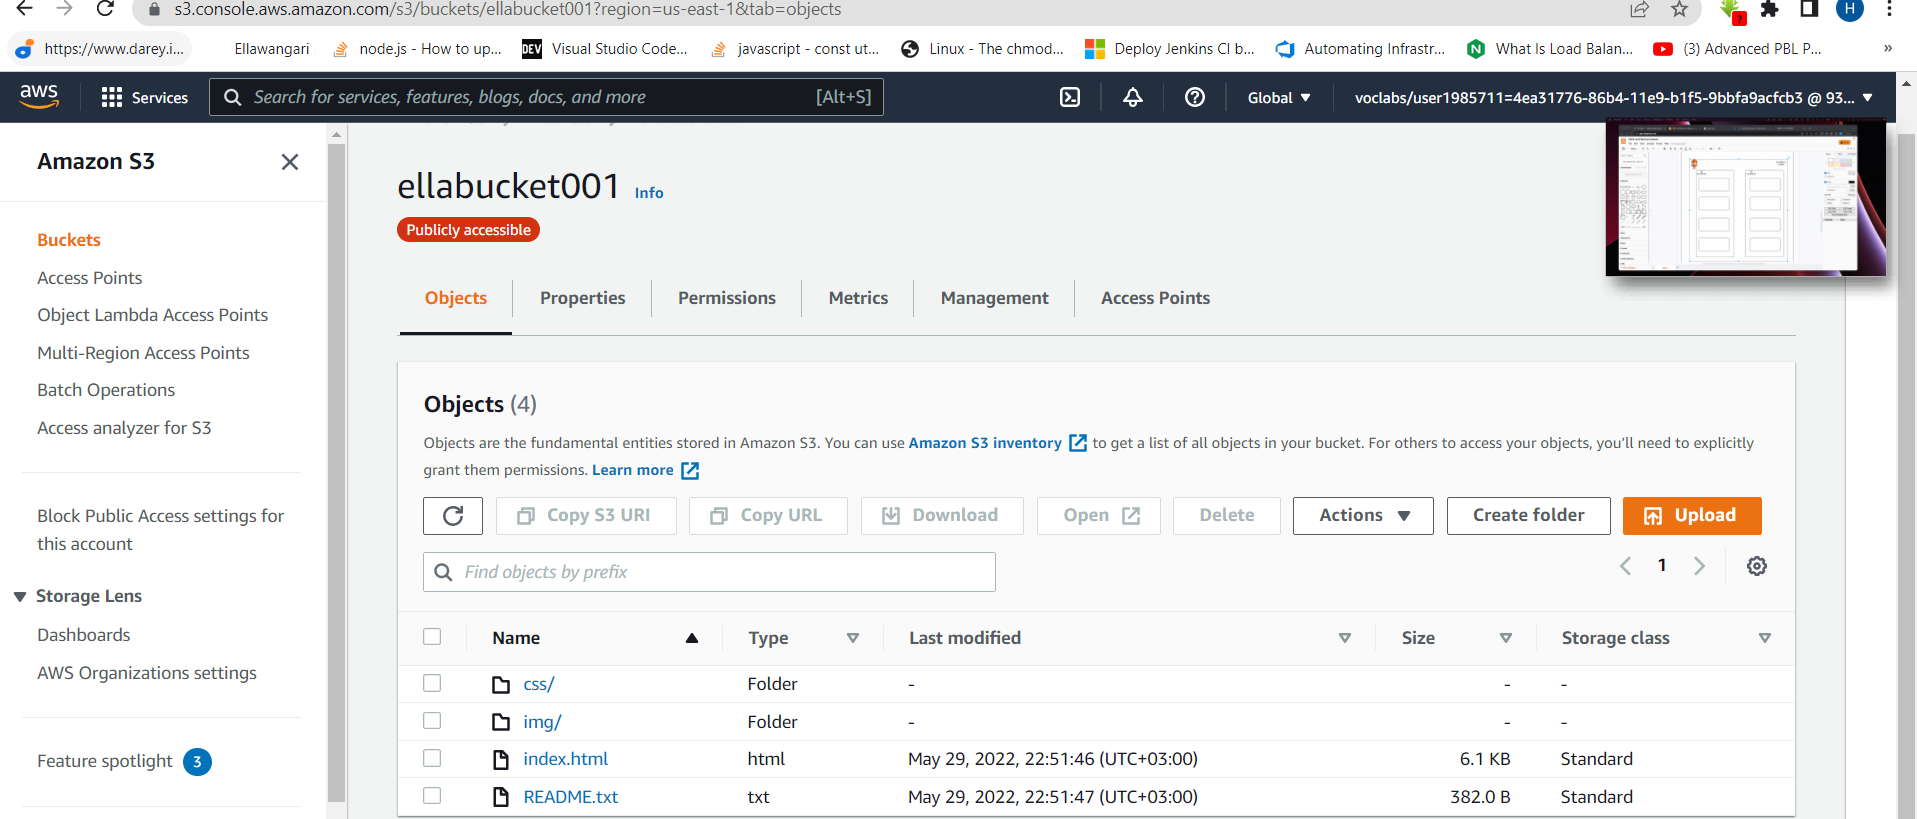 s3.console.aws.amazon.com/s3/buckets/ellabucket001?region=us-east-1&tab=objects
?
H
https://www.darey.i... Ellawangari node.js - How to up... DEV Visual Studio Code... javascript - const ut... Linux - The chmod... Deploy Jenkins CI b... Automating Infrastr... N What Is Load Balan... (3) Advanced PBL P... »
aws Services Search for services, features, blogs, docs, and more [Alt+S] Global voclabs/user1985711=4ea31776-86b4-11e9-b1f5-9bbfa9acfcb3 @ 93...
Amazon S3
Buckets
Access Points
Object Lambda Access Points
Multi-Region Access Points
Batch Operations
Access analyzer for S3
Block Public Access settings for
this account
Storage Lens
Dashboards
AWS Organizations settings
Feature spotlight 3
ellabucket001 Info
Publicly accessible
Objects Properties Permissions Metrics Management Access Points
Objects (4)
Objects are the fundamental entities stored in Amazon S3. You can use Amazon S3 inventory to get a list of all objects in your bucket. For others to access your objects, you'll need to explicitly
grant them permissions. Learn more
Copy S3 URI Copy URL Download Open Delete Actions Create folder Upload
Find objects by prefix 1
Name Type Last modified Size Storage class
css/ Folder - - -
img/ Folder - - -
index.html html May 29, 2022, 22:51:46 (UTC+03:00) 6.1 KB Standard
README.txt txt May 29, 2022, 22:51:47 (UTC+03:00) 382.0 B Standard